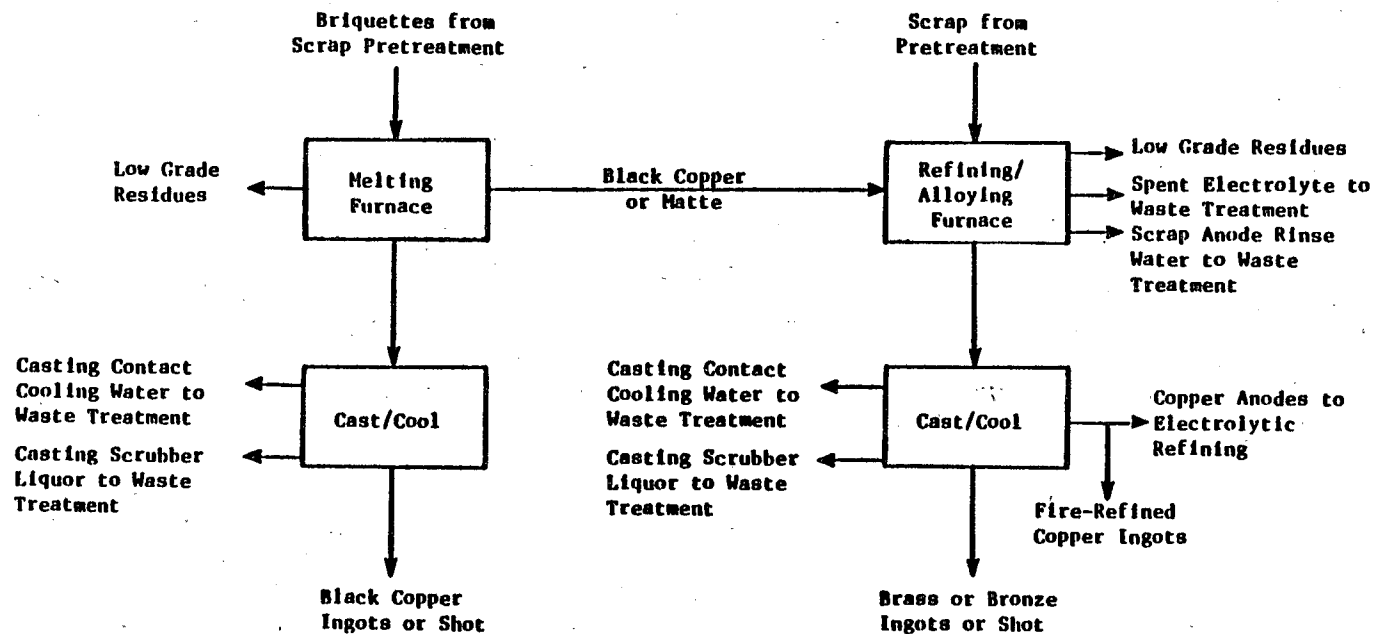 Briquettes from
Scrap Pretreatment
Scrap from
Pretreatment
Low Grade
Residues
Melting
Furnace
Black Copper
or Matte
Refining/
Alloying
Furnace
Low Grade Residues
Spent Electrolyte to
Waste Treatment
Scrap Anode Rinse
Water to Waste
Treatment
Casting Contact
Cooling Water to
Waste Treatment
Casting Scrubber
Liquor to Waste
Treatment
Cast/Cool
Casting Contact
Cooling Water to
Waste Treatment
Casting Scrubber
Liquor to Waste
Treatment
Cast/Cool
Copper Anodes to
Electrolytic
Refining
Fire-Refined
Copper Ingots
Black Copper
Ingots or Shot
Brass or Bronze
Ingots or Shot